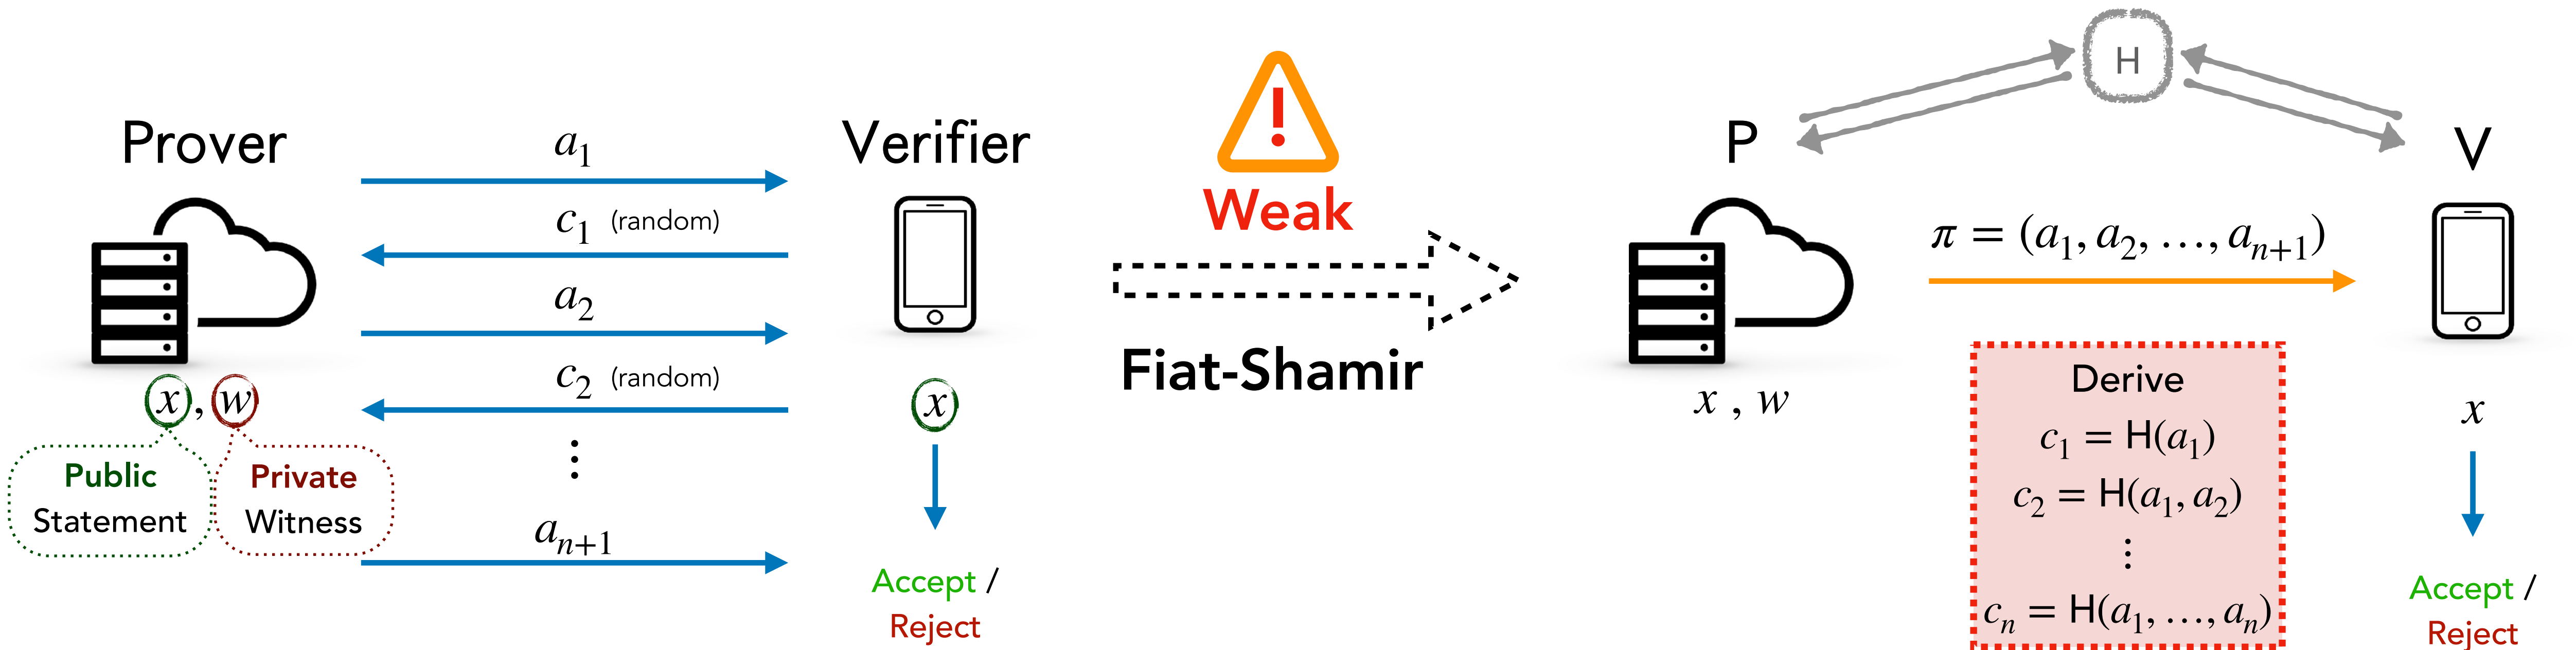 Prover
a₁
Verifier
c₁ (random)
a₂
c₂ (random)
⋮
aₙ₊₁
x , w
Public
Statement
Private
Witness
x
Accept /
Reject
!
Weak
Fiat-Shamir
H
P
V
π = (a₁, a₂, …, aₙ₊₁)
x , w
Derive
c₁ = H(a₁)
c₂ = H(a₁, a₂)
⋮
cₙ = H(a₁, …, aₙ)
x
Accept /
Reject